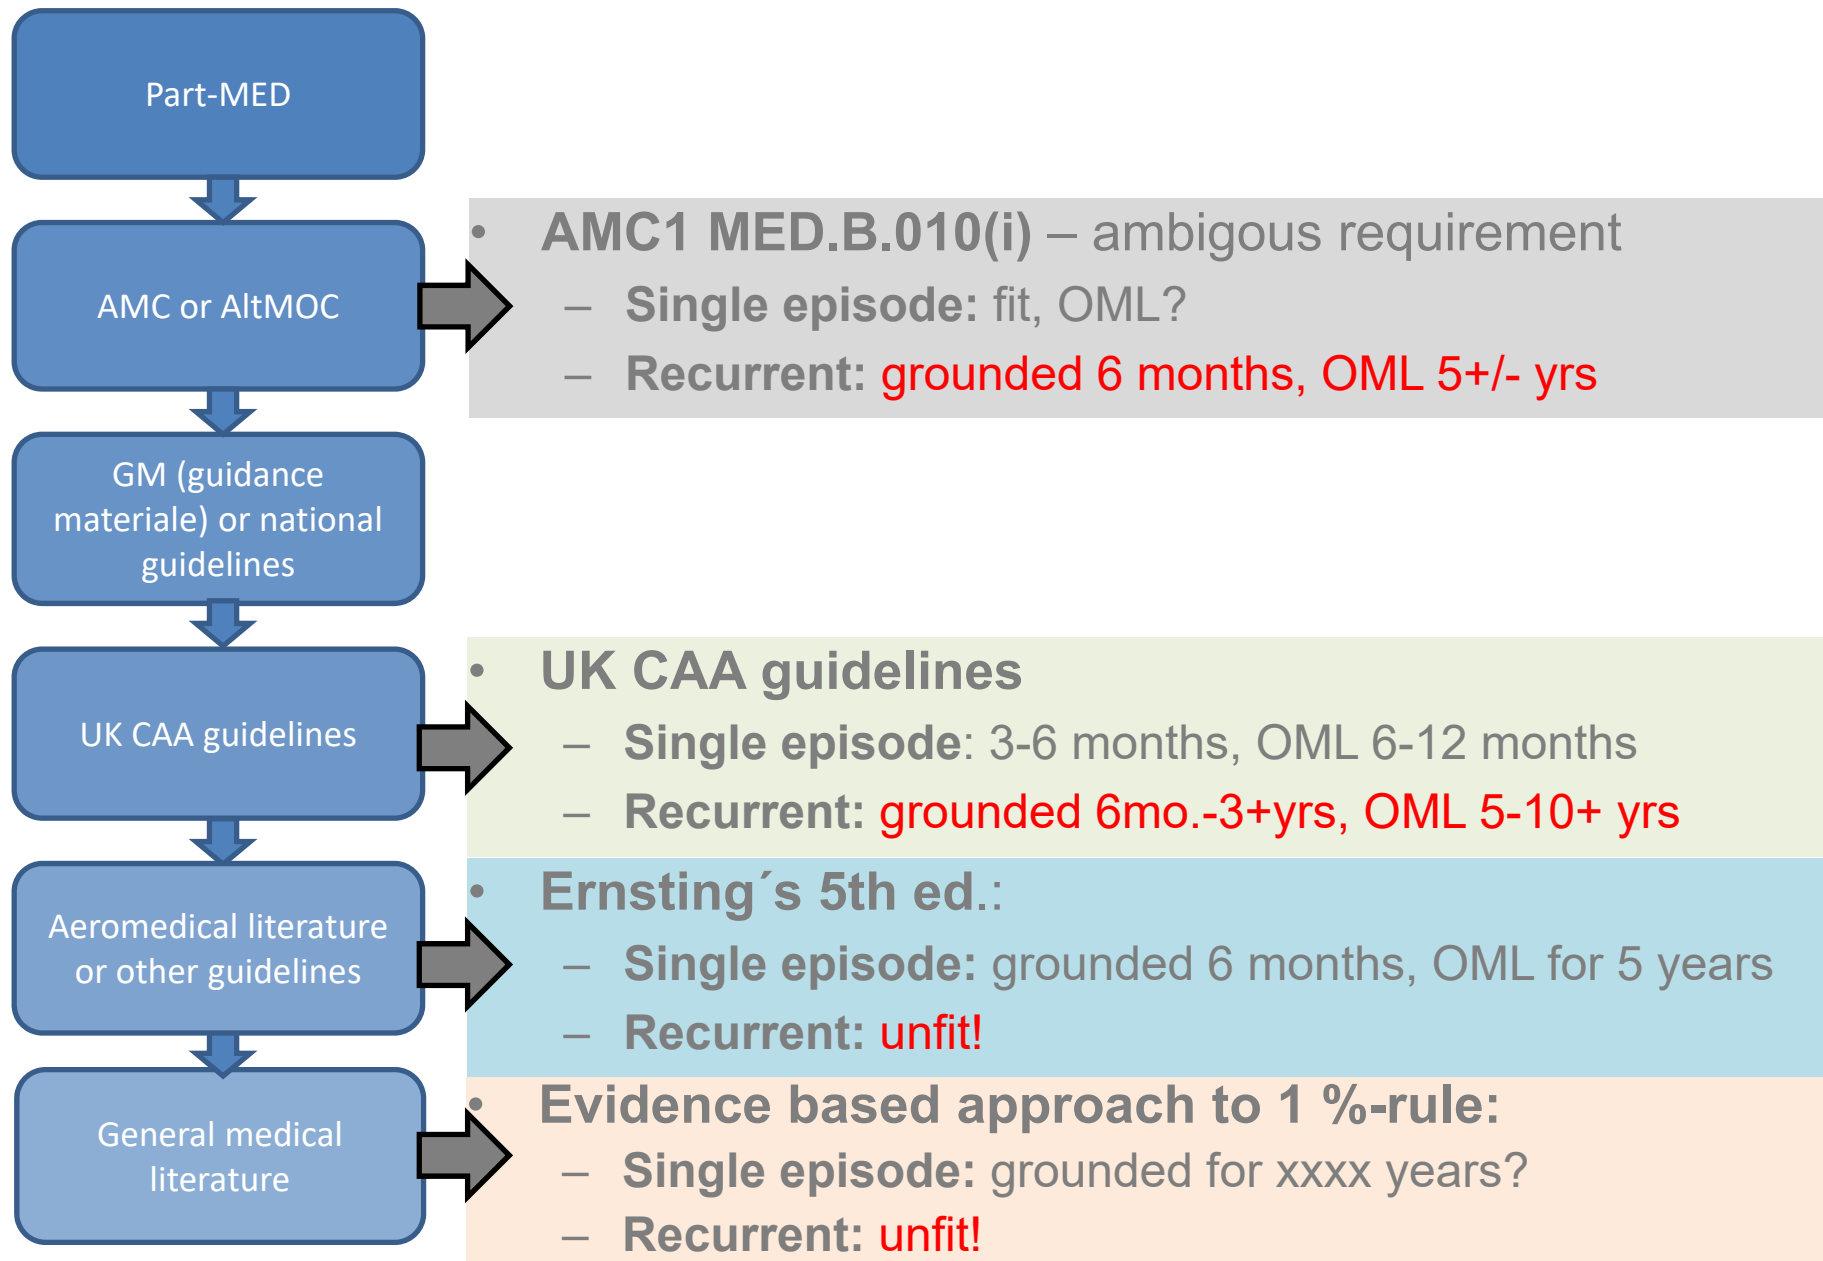 Part-MED
AMC or AltMOC
• AMC1 MED.B.010(i) – ambigous requirement
– Single episode: fit, OML?
– Recurrent: grounded 6 months, OML 5+/- yrs
GM (guidance
materiale) or national
guidelines
UK CAA guidelines
• UK CAA guidelines
– Single episode: 3-6 months, OML 6-12 months
– Recurrent: grounded 6mo.-3+yrs, OML 5-10+ yrs
Aeromedical literature
or other guidelines
• Ernsting´s 5th ed.:
– Single episode: grounded 6 months, OML for 5 years
– Recurrent: unfit!
General medical
literature
• Evidence based approach to 1 %-rule:
– Single episode: grounded for xxxx years?
– Recurrent: unfit!